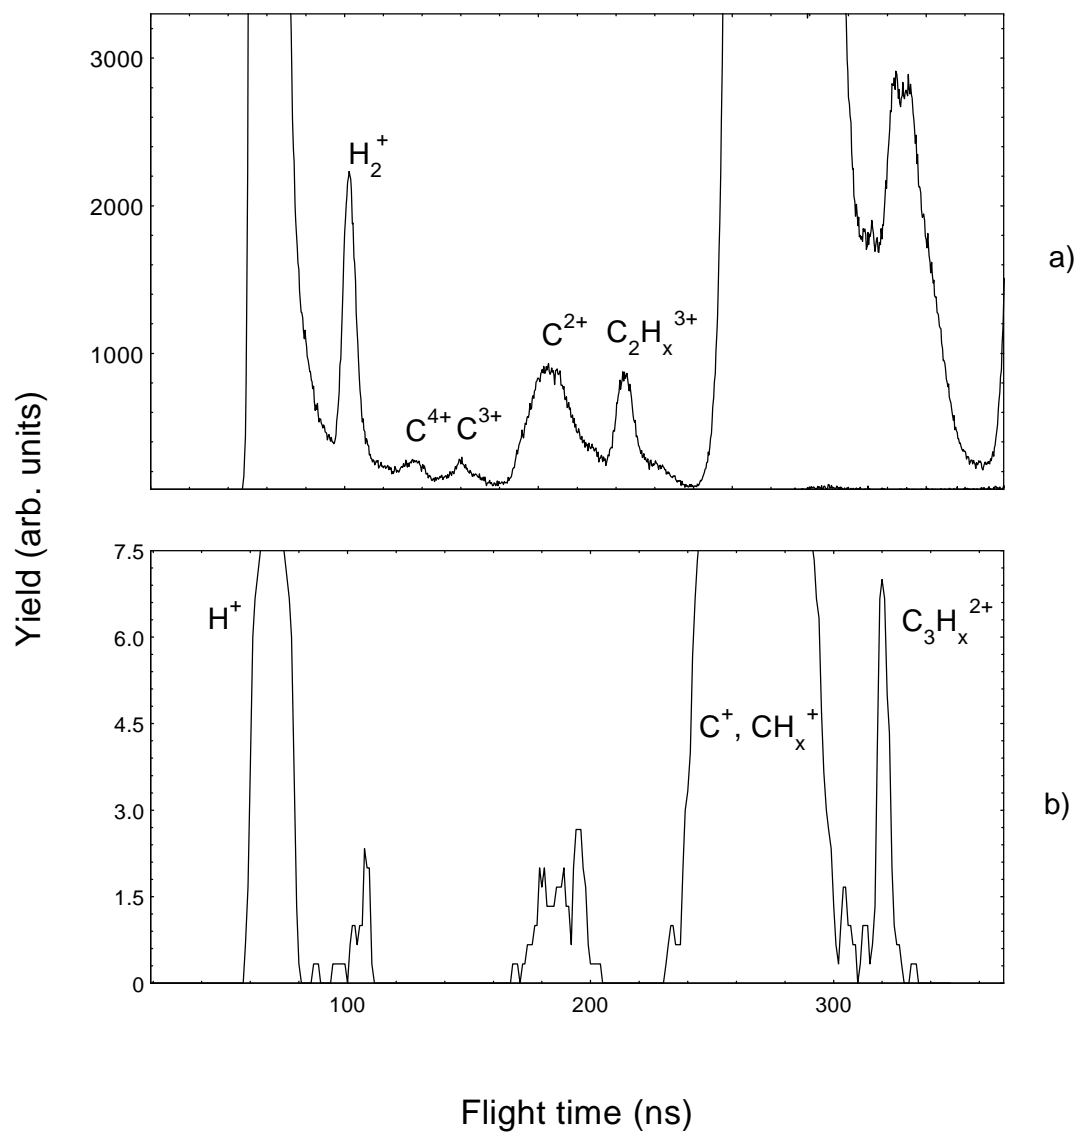 3000
2000
1000
H₂⁺
C⁴⁺
C³⁺
C²⁺
C₂Hₓ³⁺
a)
Yield (arb. units)
7.5
6.0
4.5
3.0
1.5
0
H⁺
C⁺, CHₓ⁺
C₃Hₓ²⁺
b)
100
200
300
Flight time (ns)